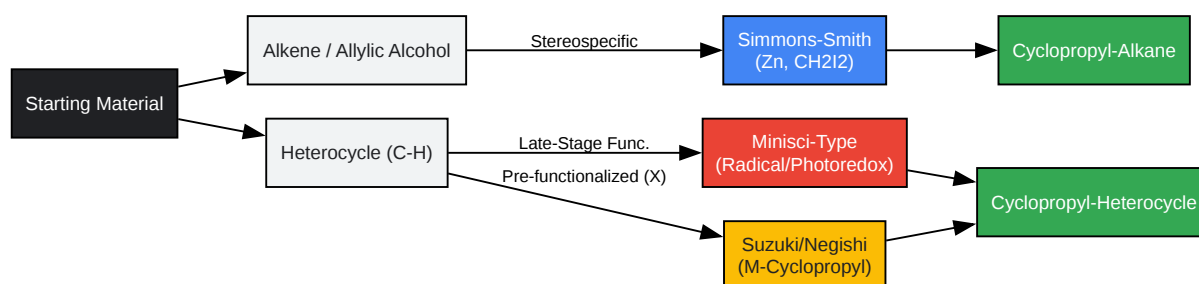 Starting Material
Alkene / Allylic Alcohol
Stereospecific
Simmons-Smith
(Zn, CH2I2)
Cyclopropyl-Alkane
Heterocycle (C-H)
Late-Stage Func.
Pre-functionalized (X)
Minisci-Type
(Radical/Photoredox)
Suzuki/Negishi
(M-Cyclopropyl)
Cyclopropyl-Heterocycle